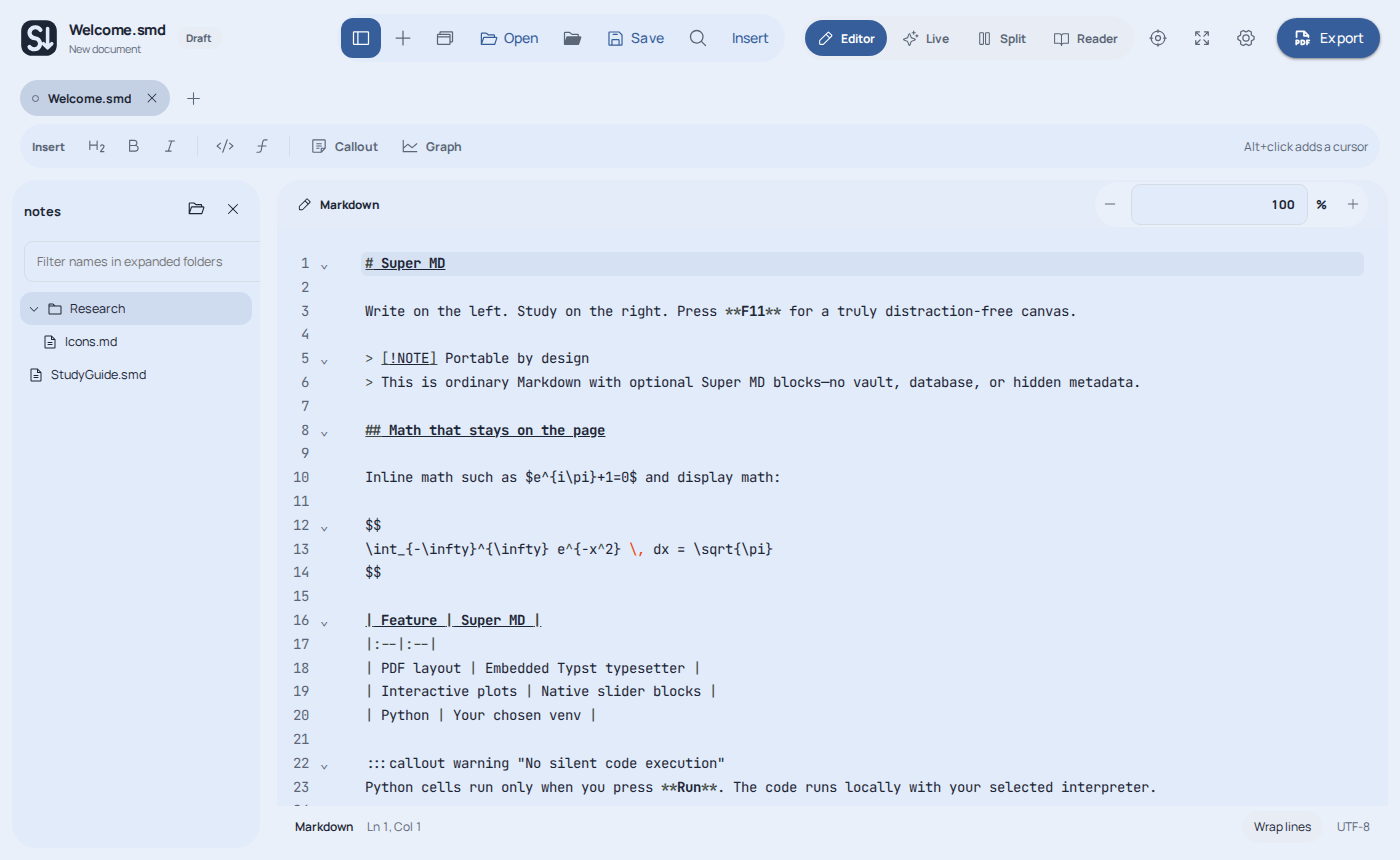 Welcome.smd
New document
Draft
Open
Save
Insert
Editor
Live
Split
Reader
PDF
Export
Welcome.smd
Insert
H2
B
I
</>
f
Callout
Graph
Alt+click adds a cursor
notes
Filter names in expanded folders
Research
Icons.md
StudyGuide.smd
Markdown
100 %
1 # Super MD
2
3 Write on the left. Study on the right. Press **F11** for a truly distraction-free canvas.
4
5 > [!NOTE] Portable by design
6 > This is ordinary Markdown with optional Super MD blocks—no vault, database, or hidden metadata.
7
8 ## Math that stays on the page
9
10 Inline math such as $e^{i\pi}+1=0$ and display math:
11
12 $$
13 \int_{-\infty}^{\infty} e^{-x^2} \, dx = \sqrt{\pi}
14 $$
15
16 | Feature | Super MD |
17 |:--|:--|
18 | PDF layout | Embedded Typst typesetter |
19 | Interactive plots | Native slider blocks |
20 | Python | Your chosen venv |
21
22 :::callout warning "No silent code execution"
23 Python cells run only when you press **Run**. The code runs locally with your selected interpreter.
Markdown
Ln 1, Col 1
Wrap lines
UTF-8